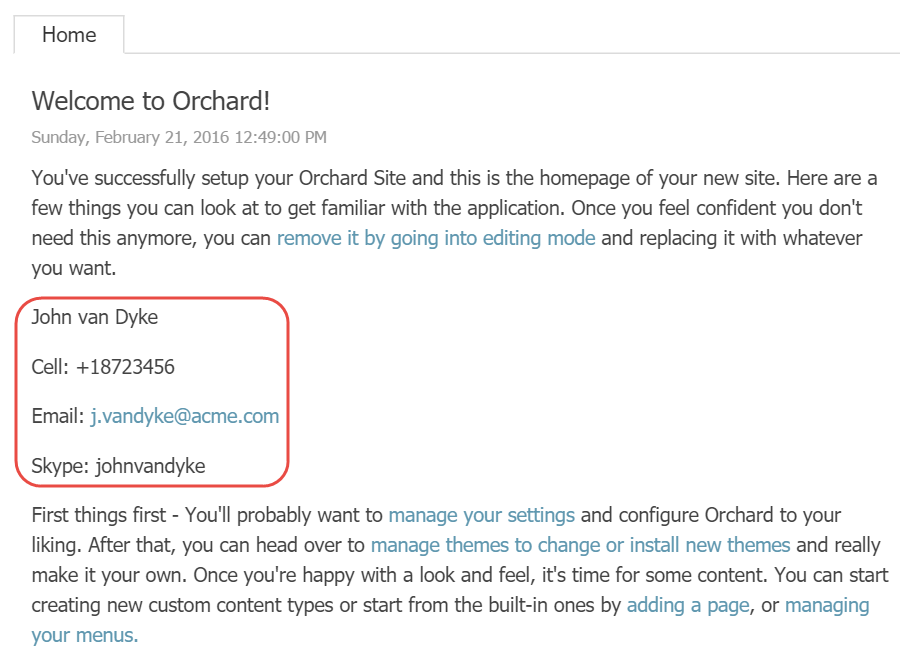 Home
Welcome to Orchard!
Sunday, February 21, 2016 12:49:00 PM
You've successfully setup your Orchard Site and this is the homepage of your new site. Here are a
few things you can look at to get familiar with the application. Once you feel confident you don't
need this anymore, you can remove it by going into editing mode and replacing it with whatever
you want.
John van Dyke
Cell: +18723456
Email: j.vandyke@acme.com
Skype: johnvandyke
First things first - You'll probably want to manage your settings and configure Orchard to your
liking. After that, you can head over to manage themes to change or install new themes and really
make it your own. Once you're happy with a look and feel, it's time for some content. You can start
creating new custom content types or start from the built-in ones by adding a page, or managing
your menus.